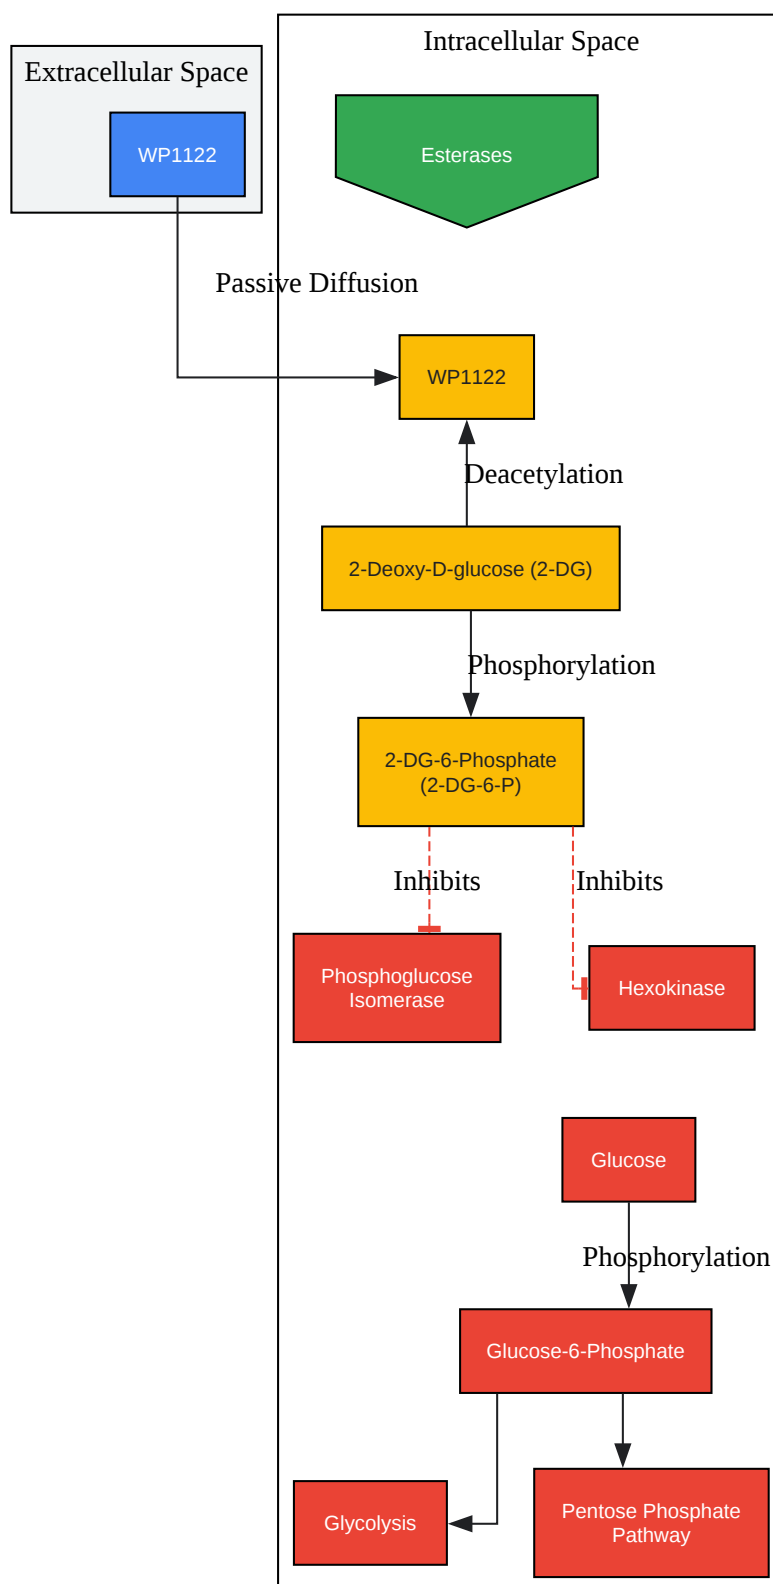 Intracellular Space
Extracellular Space
WP1122
Esterases
Passive Diffusion
WP1122
Deacetylation
2-Deoxy-D-glucose (2-DG)
Phosphorylation
2-DG-6-Phosphate
(2-DG-6-P)
Inhibits
Inhibits
Phosphoglucose
Isomerase
Hexokinase
Glucose
Phosphorylation
Glucose-6-Phosphate
Glycolysis
Pentose Phosphate
Pathway